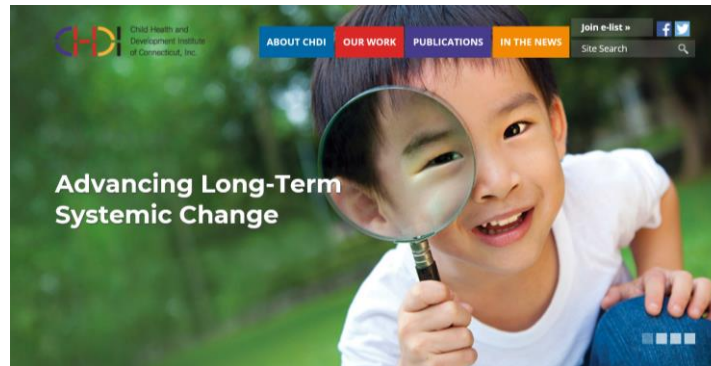 CHDI
Child Health and
Development Institute
of Connecticut, Inc.
ABOUT CHDI
OUR WORK
PUBLICATIONS
IN THE NEWS
Join e-list »
Site Search
Advancing Long-Term
Systemic Change